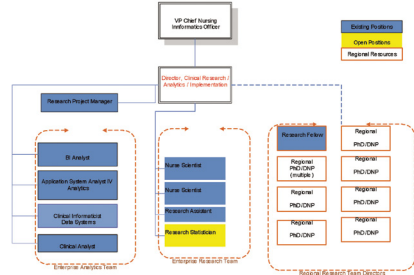 VP Chief Nursing
Imformatics Officer
Existing Positions
Open Positions
Regional Resources
Director, Clinical Research /
Analytics / Implementation
Research Project Manager
BI Analyst
Application System Analyst IV
Analytics
Clinical Informaticist
Data Systems
Clinical Analyst
Enterprise Analytics Team
Nurse Scientist
Nurse Scientist
Research Assistant
Research Statistician
Enterprise Research Team
Research Fellow
Regional
PhD/DNP
(multiple)
Regional
PhD/DNP
Regional
PhD/DNP
Regional
PhD/DNP
Regional
PhD/DNP
Regional
PhD/DNP
Regional
PhD/DNP
Regional Research Team Directors